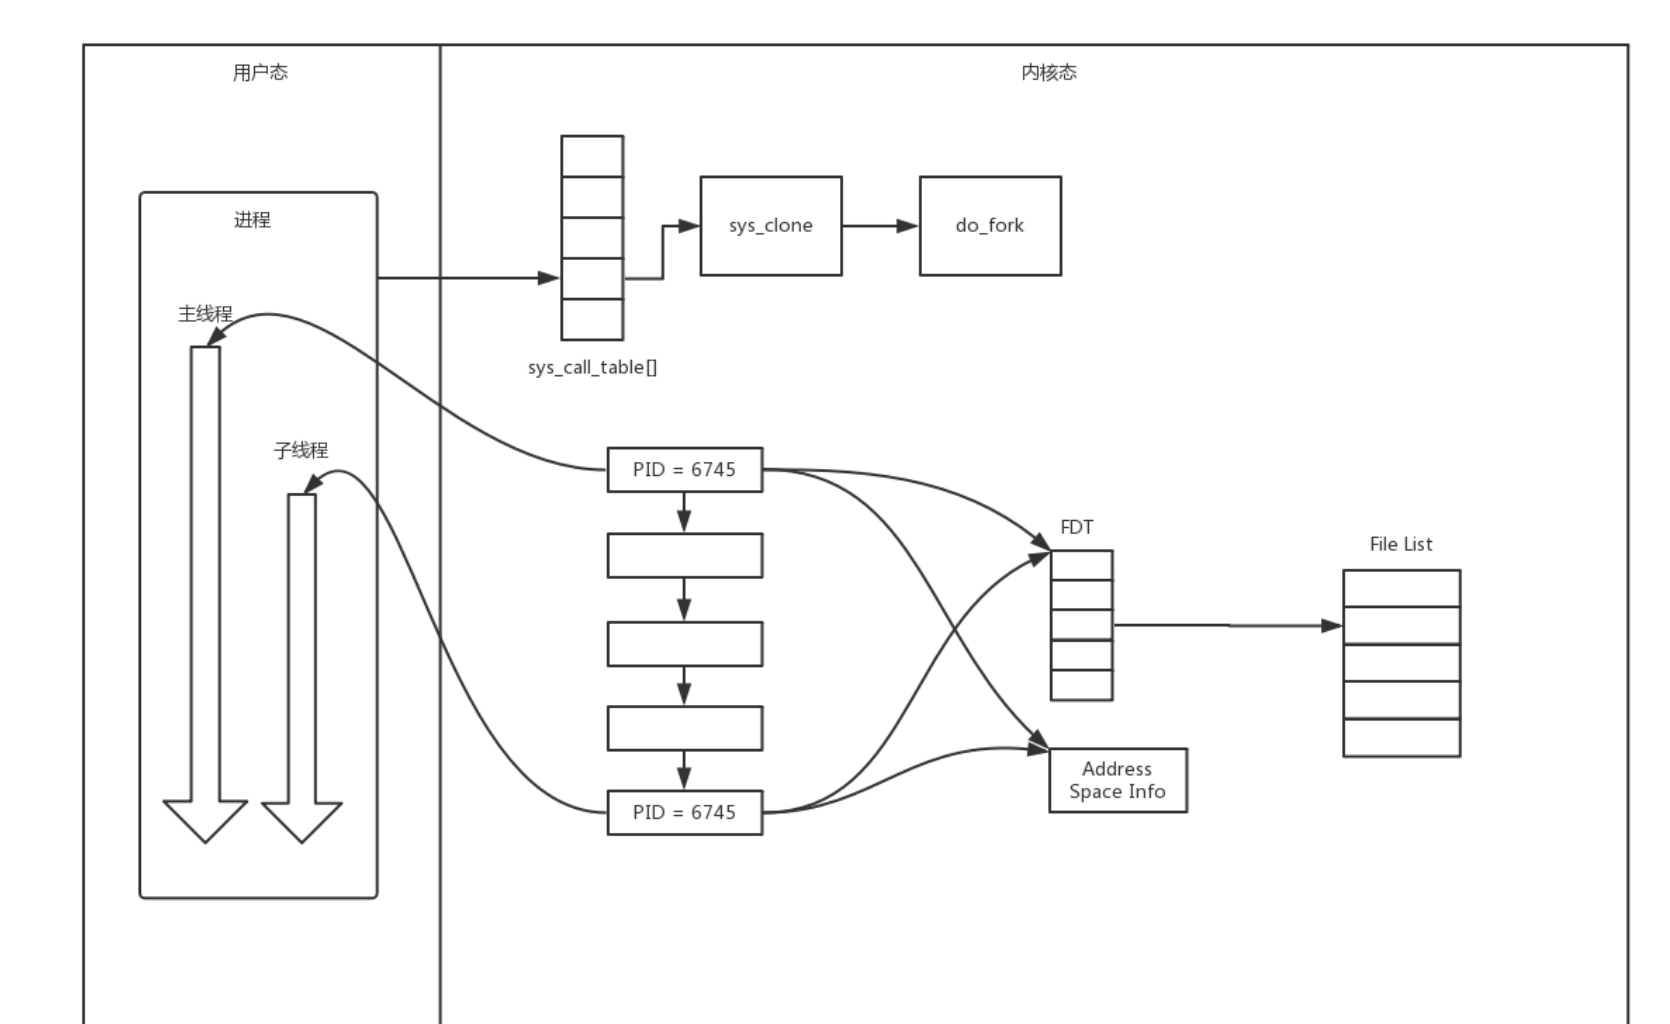 用户态
内核态
进程
sys_clone
do_fork
主线程
sys_call_table[]
子线程
PID = 6745
FDT
File List
Address
Space Info
PID = 6745